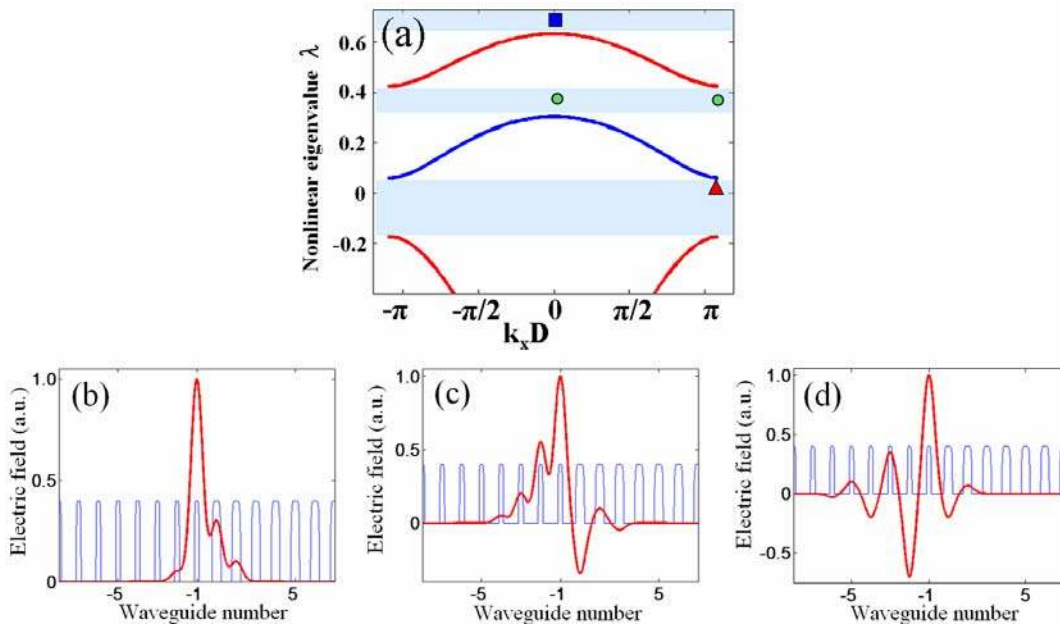 (a)
Nonlinear eigenvalue λ
0.6
0.4
0.2
0
-0.2
-π
-π/2
0
π/2
π
kₓD
(b)
Electric field (a.u.)
1.0
0.5
0
-5
-1
5
Waveguide number
(c)
Electric field (a.u.)
1.0
0.5
0
-5
-1
5
Waveguide number
(d)
Electric field (a.u.)
1.0
0.5
0
-0.5
-5
-1
5
Waveguide number